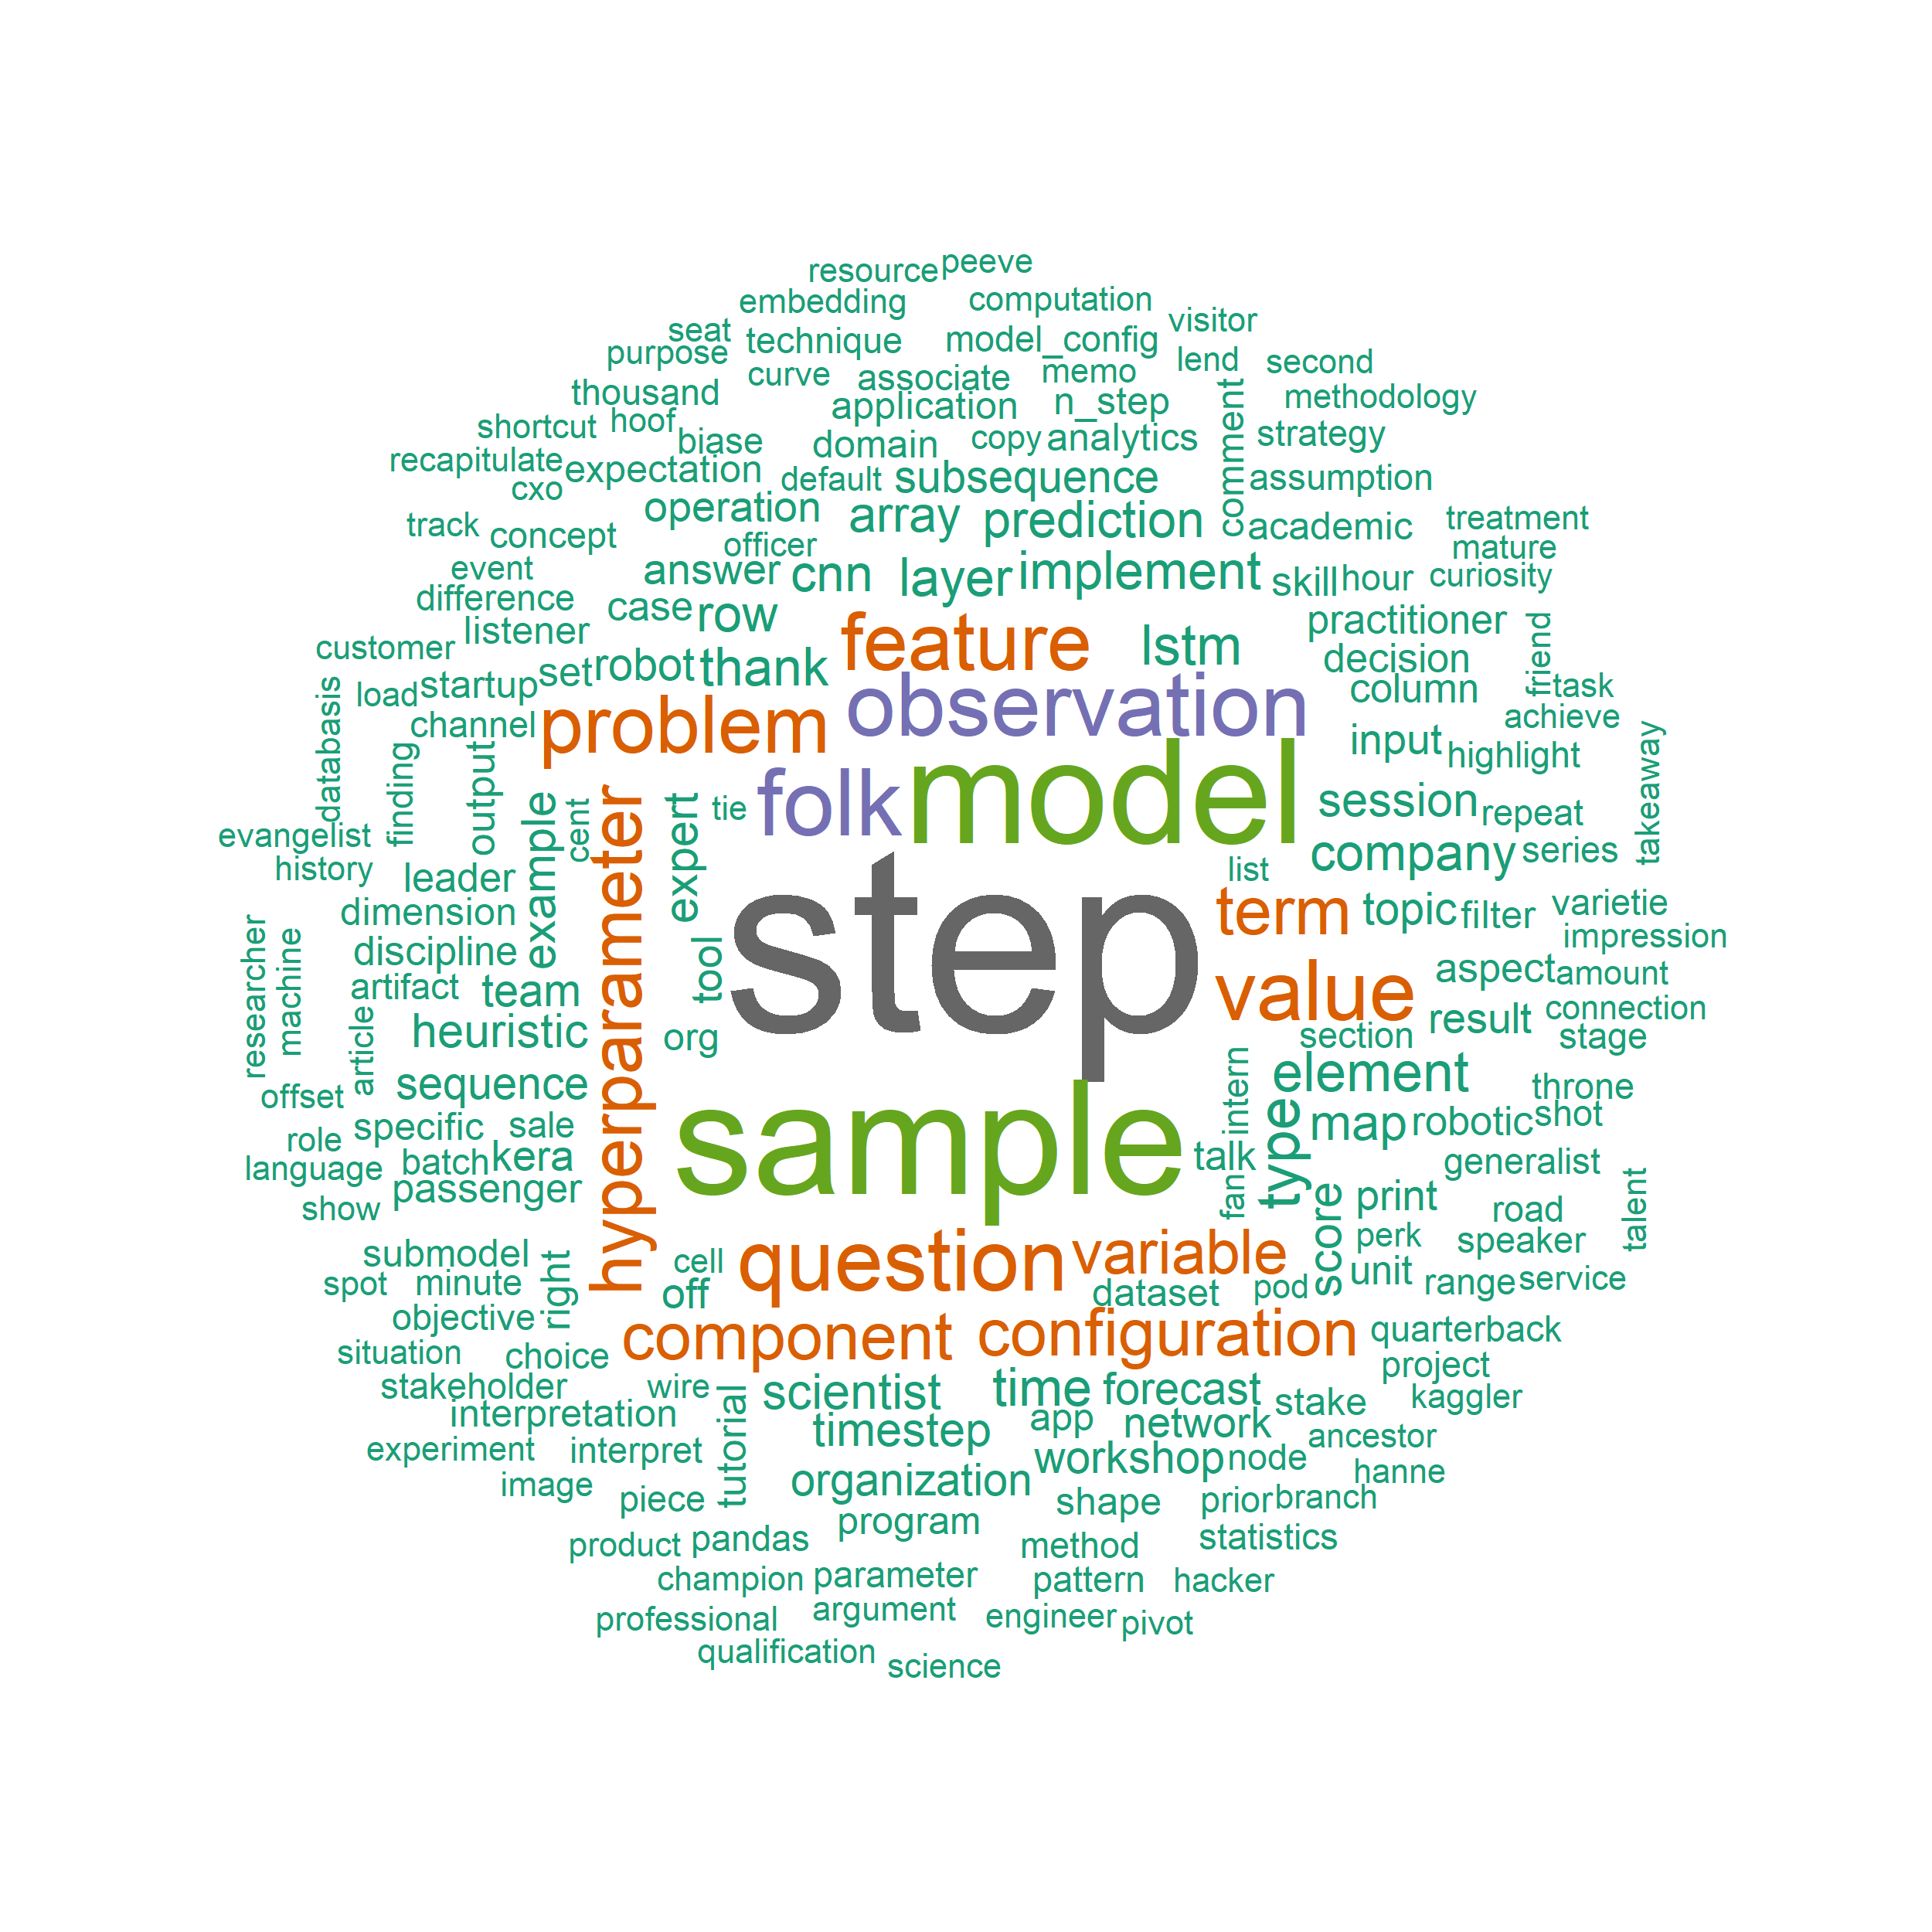 resource
peeve
embedding
computation
visitor
seat
technique
model_config
purpose
lend
second
curve
associate
memo
thousand
application
n_step
comment
methodology
shortcut
hoof
biase
domain
copy
analytics
strategy
recapitulate
expectation
default
subsequence
assumption
cxo
operation
array
prediction
academic
treatment
track
concept
officer
mature
event
answer
cnn
layer
implement
skill
hour
curiosity
difference
case
row
feature
lstm
practitioner
listener
customer
set
robot
thank
observation
decision
friend
task
load
startup
column
databasis
channel
problem
achieve
finding
output
folk
model
input
highlight
takeaway
example
cent
hyperparameter
expert
tie
session
repeat
evangelist
history
company
series
leader
step
list
dimension
term
topic
filter
varietie
researcher
machine
discipline
tool
impression
artifact
team
value
aspect
amount
article
heuristic
org
section
result
connection
stage
offset
sequence
intern
element
throne
role
specific
sale
sample
type
map
robotic
shot
language
batch
kera
talk
generalist
show
passenger
fan
score
print
road
talent
submodel
right
cell
question
variable
perk
speaker
spot
minute
off
dataset
pod
unit
range
service
objective
component
configuration
quarterback
situation
choice
project
stakeholder
wire
scientist
time
forecast
stake
kaggler
interpretation
tutorial
timestep
app
network
ancestor
experiment
interpret
workshop
node
hanne
image
piece
organization
shape
prior
branch
program
statistics
product
pandas
method
champion
parameter
pattern
hacker
professional
argument
engineer
pivot
qualification
science